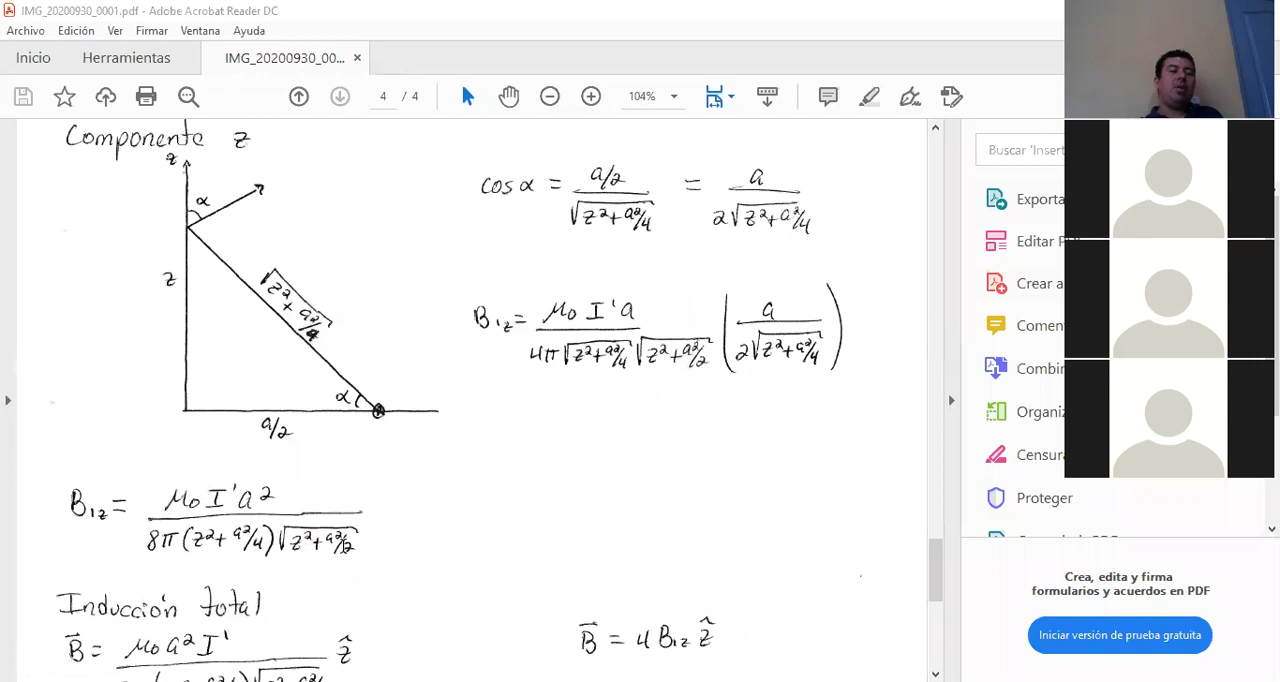 IMG_20200930_0001.pdf - Adobe Acrobat Reader DC
Archivo Edición Ver Firmar Ventana Ayuda
Inicio Herramientas IMG_20200930_00... ×
4 / 4 104%
Componente z
z
α
z
√(z²+a²/4)
α
a/2
cos α = (a/2)/√(z²+a²/4) = a/(2√(z²+a²/4))
B₁z = μ₀ I' a/(4π√(z²+a²/4)√(z²+a²/2)) (a/(2√(z²+a²/4)))
B₁z = μ₀ I' a²/(8π(z²+a²/4)√(z²+a²/2))
Inducción total
B⃗ = μ₀ a² I' ẑ
B⃗ = 4 B₁z ẑ
Buscar 'Insert
Exporta
Editar P
Crear a
Comen
Combin
Organi
Censura
Proteger
Crea, edita y firma
formularios y acuerdos en PDF
Iniciar versión de prueba gratuita